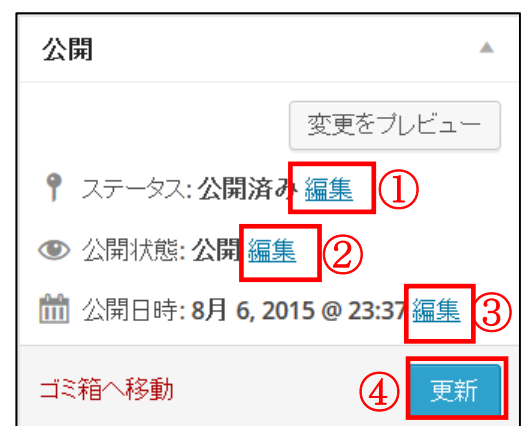 公開
変更をプレビュー
ステータス: 公開済み 編集 ①
公開状態: 公開 編集 ②
公開日時: 8月 6, 2015 @ 23:37 編集 ③
ゴミ箱へ移動 ④ 更新